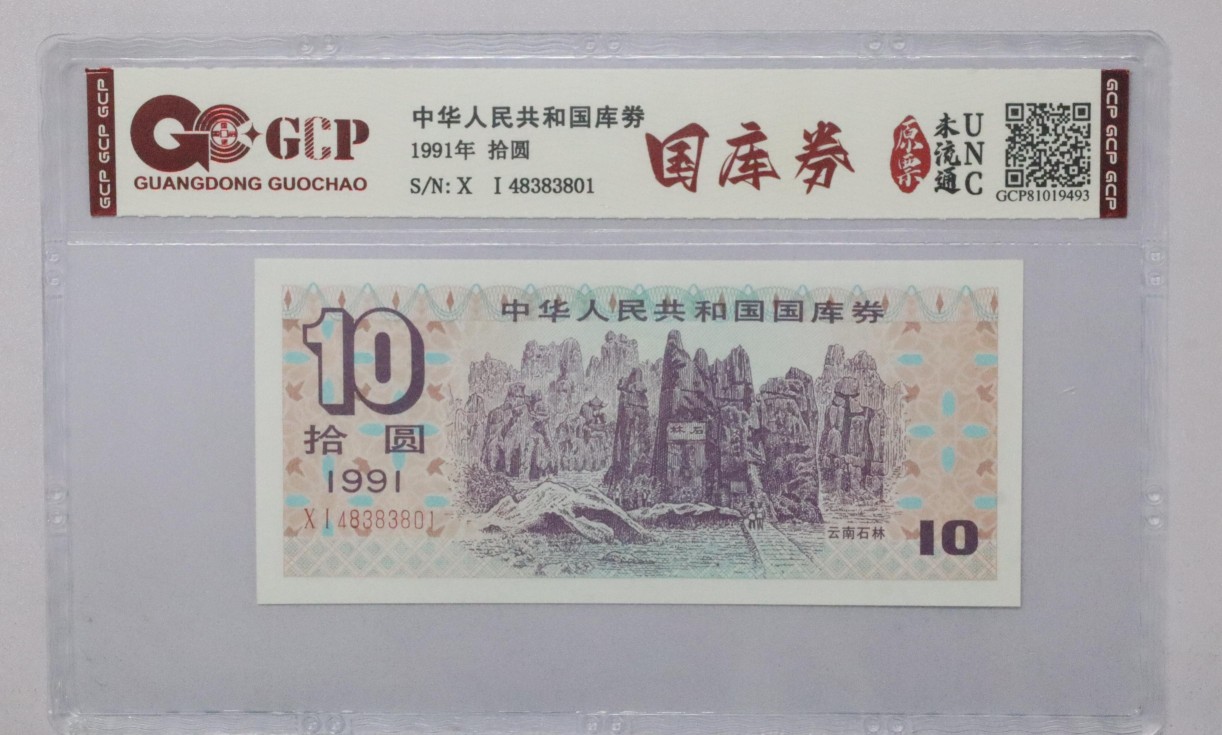 GCP GCP GCP
GCP
GUANGDONG GUOCHAO
中华人民共和国库券
1991年 拾圆
S/N: X I 48383801
国库券
原票
未流通
UNC
GCP81019493
GCP GCP GCP
中华人民共和国国库券
10
拾圆
1991
X I 48383801
石林
云南石林
10